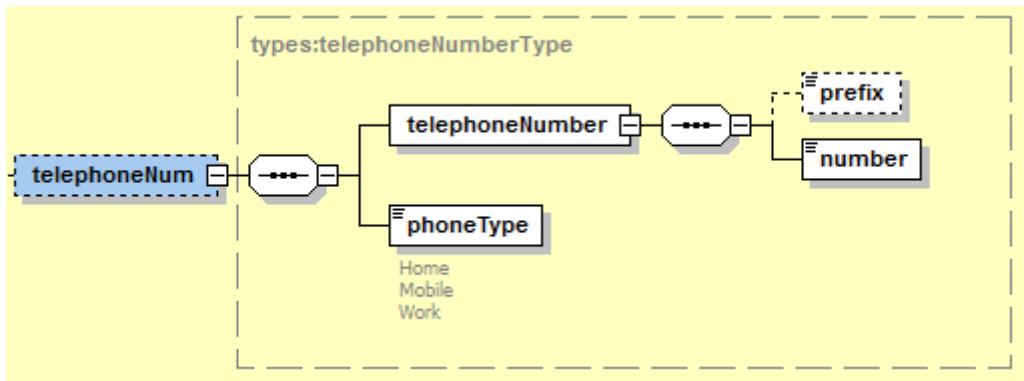 types:telephoneNumberType
prefix
telephoneNumber
number
telephoneNum
phoneType
Home
Mobile
Work